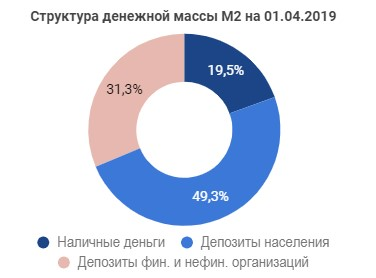 Структура денежной массы М2 на 01.04.2019
19,5%
31,3%
49,3%
Наличные деньги
Депозиты населения
Депозиты фин. и нефин. организаций